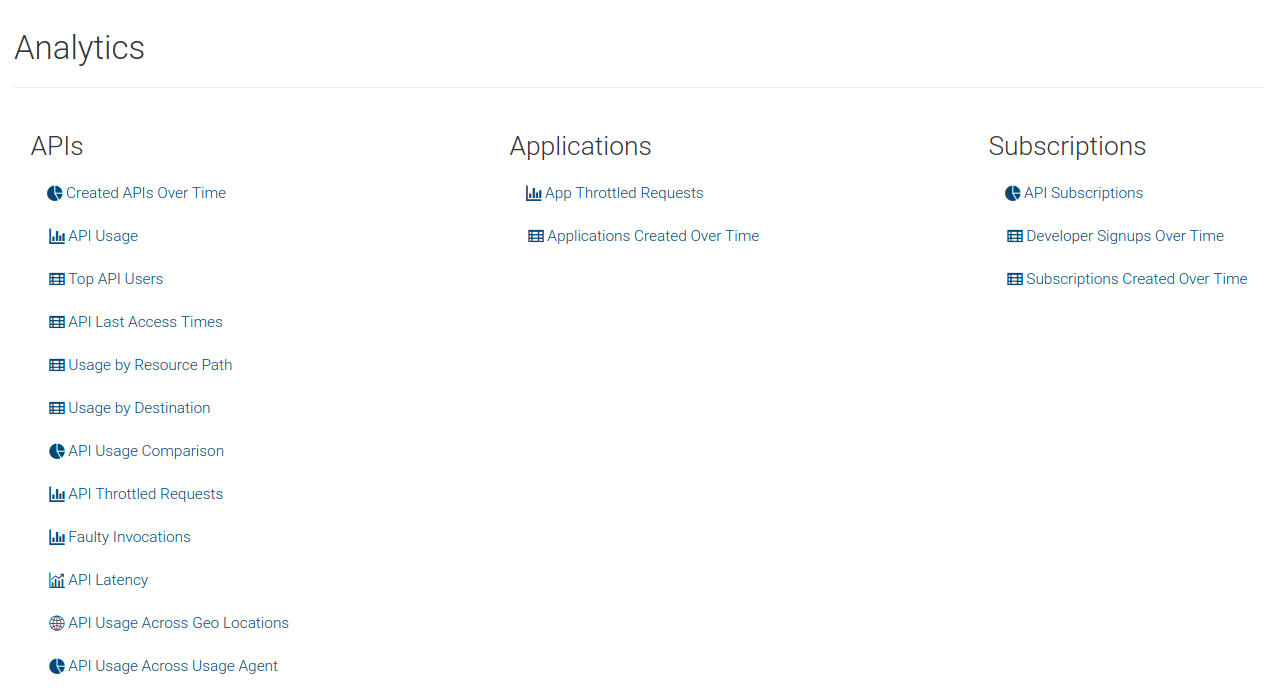 Analytics
APIs
Created APIs Over Time
API Usage
Top API Users
API Last Access Times
Usage by Resource Path
Usage by Destination
API Usage Comparison
API Throttled Requests
Faulty Invocations
API Latency
API Usage Across Geo Locations
API Usage Across Usage Agent
Applications
App Throttled Requests
Applications Created Over Time
Subscriptions
API Subscriptions
Developer Signups Over Time
Subscriptions Created Over Time